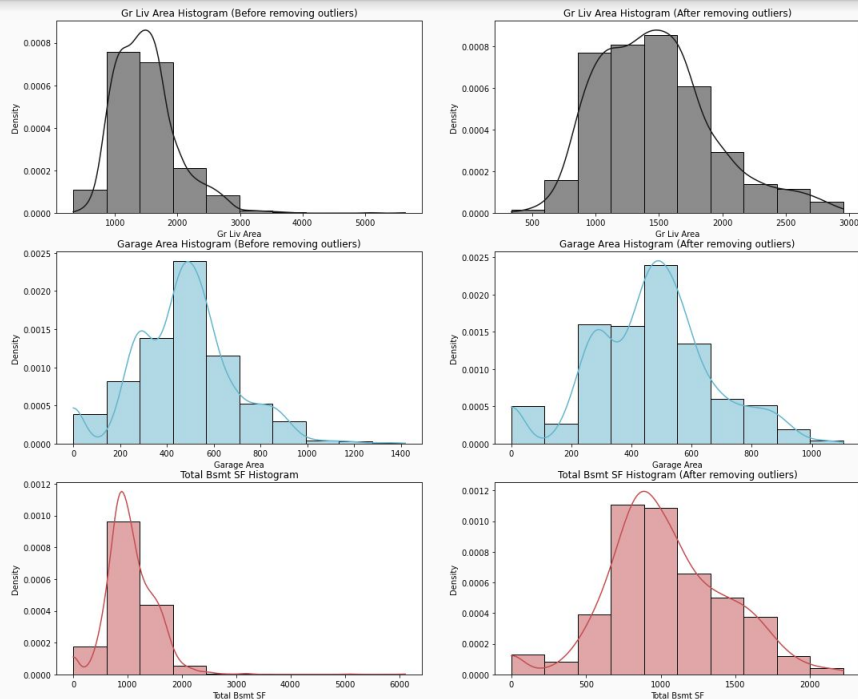 Gr Liv Area Histogram (Before removing outliers)
0.0008
0.0006
0.0004
0.0002
0.0000
Density
1000 2000 3000 4000 5000
Gr Liv Area
Gr Liv Area Histogram (After removing outliers)
0.0008
0.0006
0.0004
0.0002
0.0000
Density
500 1000 1500 2000 2500 3000
Gr Liv Area
Garage Area Histogram (Before removing outliers)
0.0025
0.0020
0.0015
0.0010
0.0005
0.0000
Density
0 200 400 600 800 1000 1200 1400
Garage Area
Garage Area Histogram (After removing outliers)
0.0025
0.0020
0.0015
0.0010
0.0005
0.0000
Density
0 200 400 600 800 1000
Garage Area
Total Bsmt SF Histogram
0.0012
0.0010
0.0008
0.0006
0.0004
0.0002
0.0000
Density
0 1000 2000 3000 4000 5000 6000
Total Bsmt SF
Total Bsmt SF Histogram (After removing outliers)
0.0012
0.0010
0.0008
0.0006
0.0004
0.0002
0.0000
Density
0 500 1000 1500 2000
Total Bsmt SF